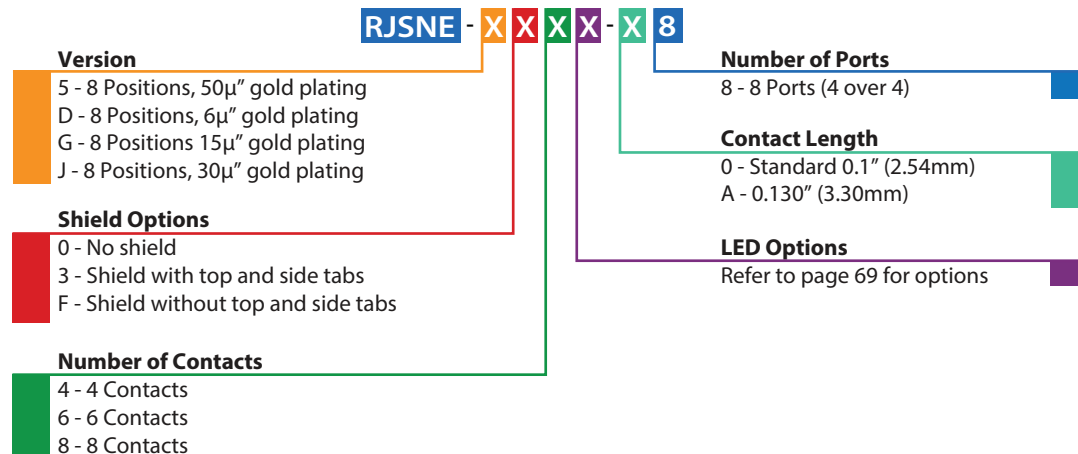 RJSNE - X X X X - X 8
Version
5 - 8 Positions, 50µ” gold plating
D - 8 Positions, 6µ” gold plating
G - 8 Positions 15µ” gold plating
J - 8 Positions, 30µ” gold plating
Shield Options
0 - No shield
3 - Shield with top and side tabs
F - Shield without top and side tabs
Number of Contacts
4 - 4 Contacts
6 - 6 Contacts
8 - 8 Contacts
Number of Ports
8 - 8 Ports (4 over 4)
Contact Length
0 - Standard 0.1” (2.54mm)
A - 0.130” (3.30mm)
LED Options
Refer to page 69 for options